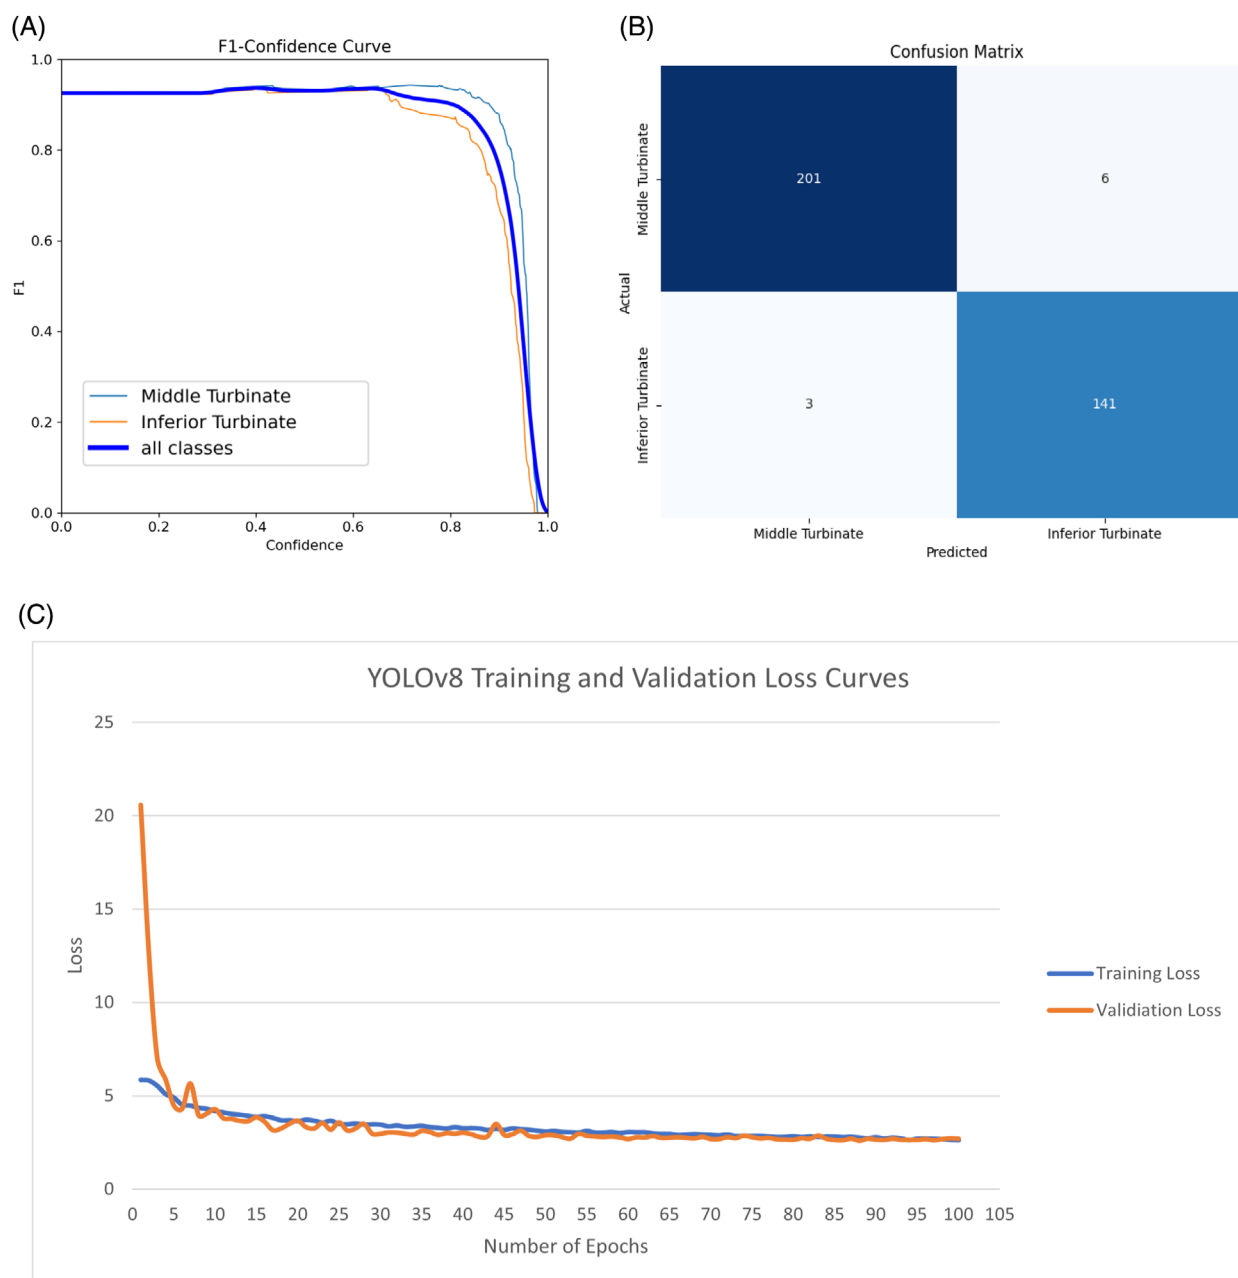 (A)
F1-Confidence Curve
1.0
0.8
0.6
0.4
0.2
0.0
F1
Middle Turbinate
Inferior Turbinate
all classes
0.0 0.2 0.4 0.6 0.8 1.0
Confidence
(B)
Confusion Matrix
Actual
Middle Turbinate
Inferior Turbinate
201 6
3 141
Middle Turbinate Inferior Turbinate
Predicted
(C)
YOLOv8 Training and Validation Loss Curves
25
20
15
10
5
0
Loss
Training Loss
Validiation Loss
0 5 10 15 20 25 30 35 40 45 50 55 60 65 70 75 80 85 90 95 100 105
Number of Epochs